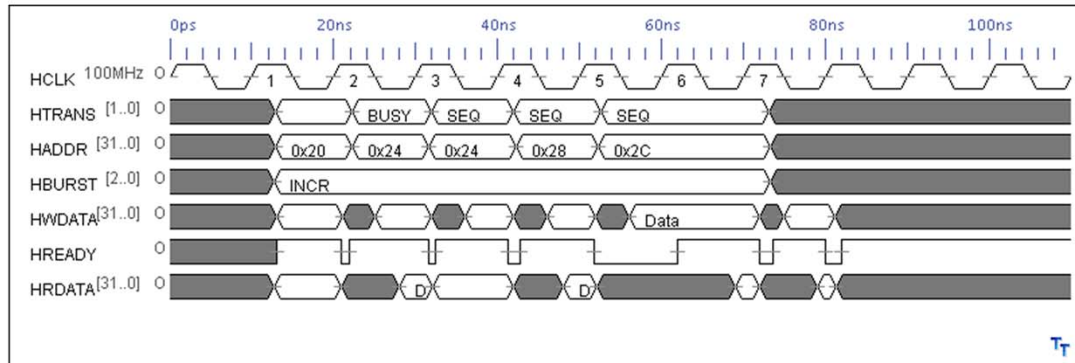 0ps 20ns 40ns 60ns 80ns 100ns
HCLK 100MHz 0 1 2 3 4 5 6 7
HTRANS [1..0] 0 BUSY SEQ SEQ SEQ
HADDR [31..0] 0 0x20 0x24 0x24 0x28 0x2C
HBURST [2..0] 0 INCR
HWDATA [31..0] 0 Data
HREADY 0
HRDATA [31..0] 0 D D
TT